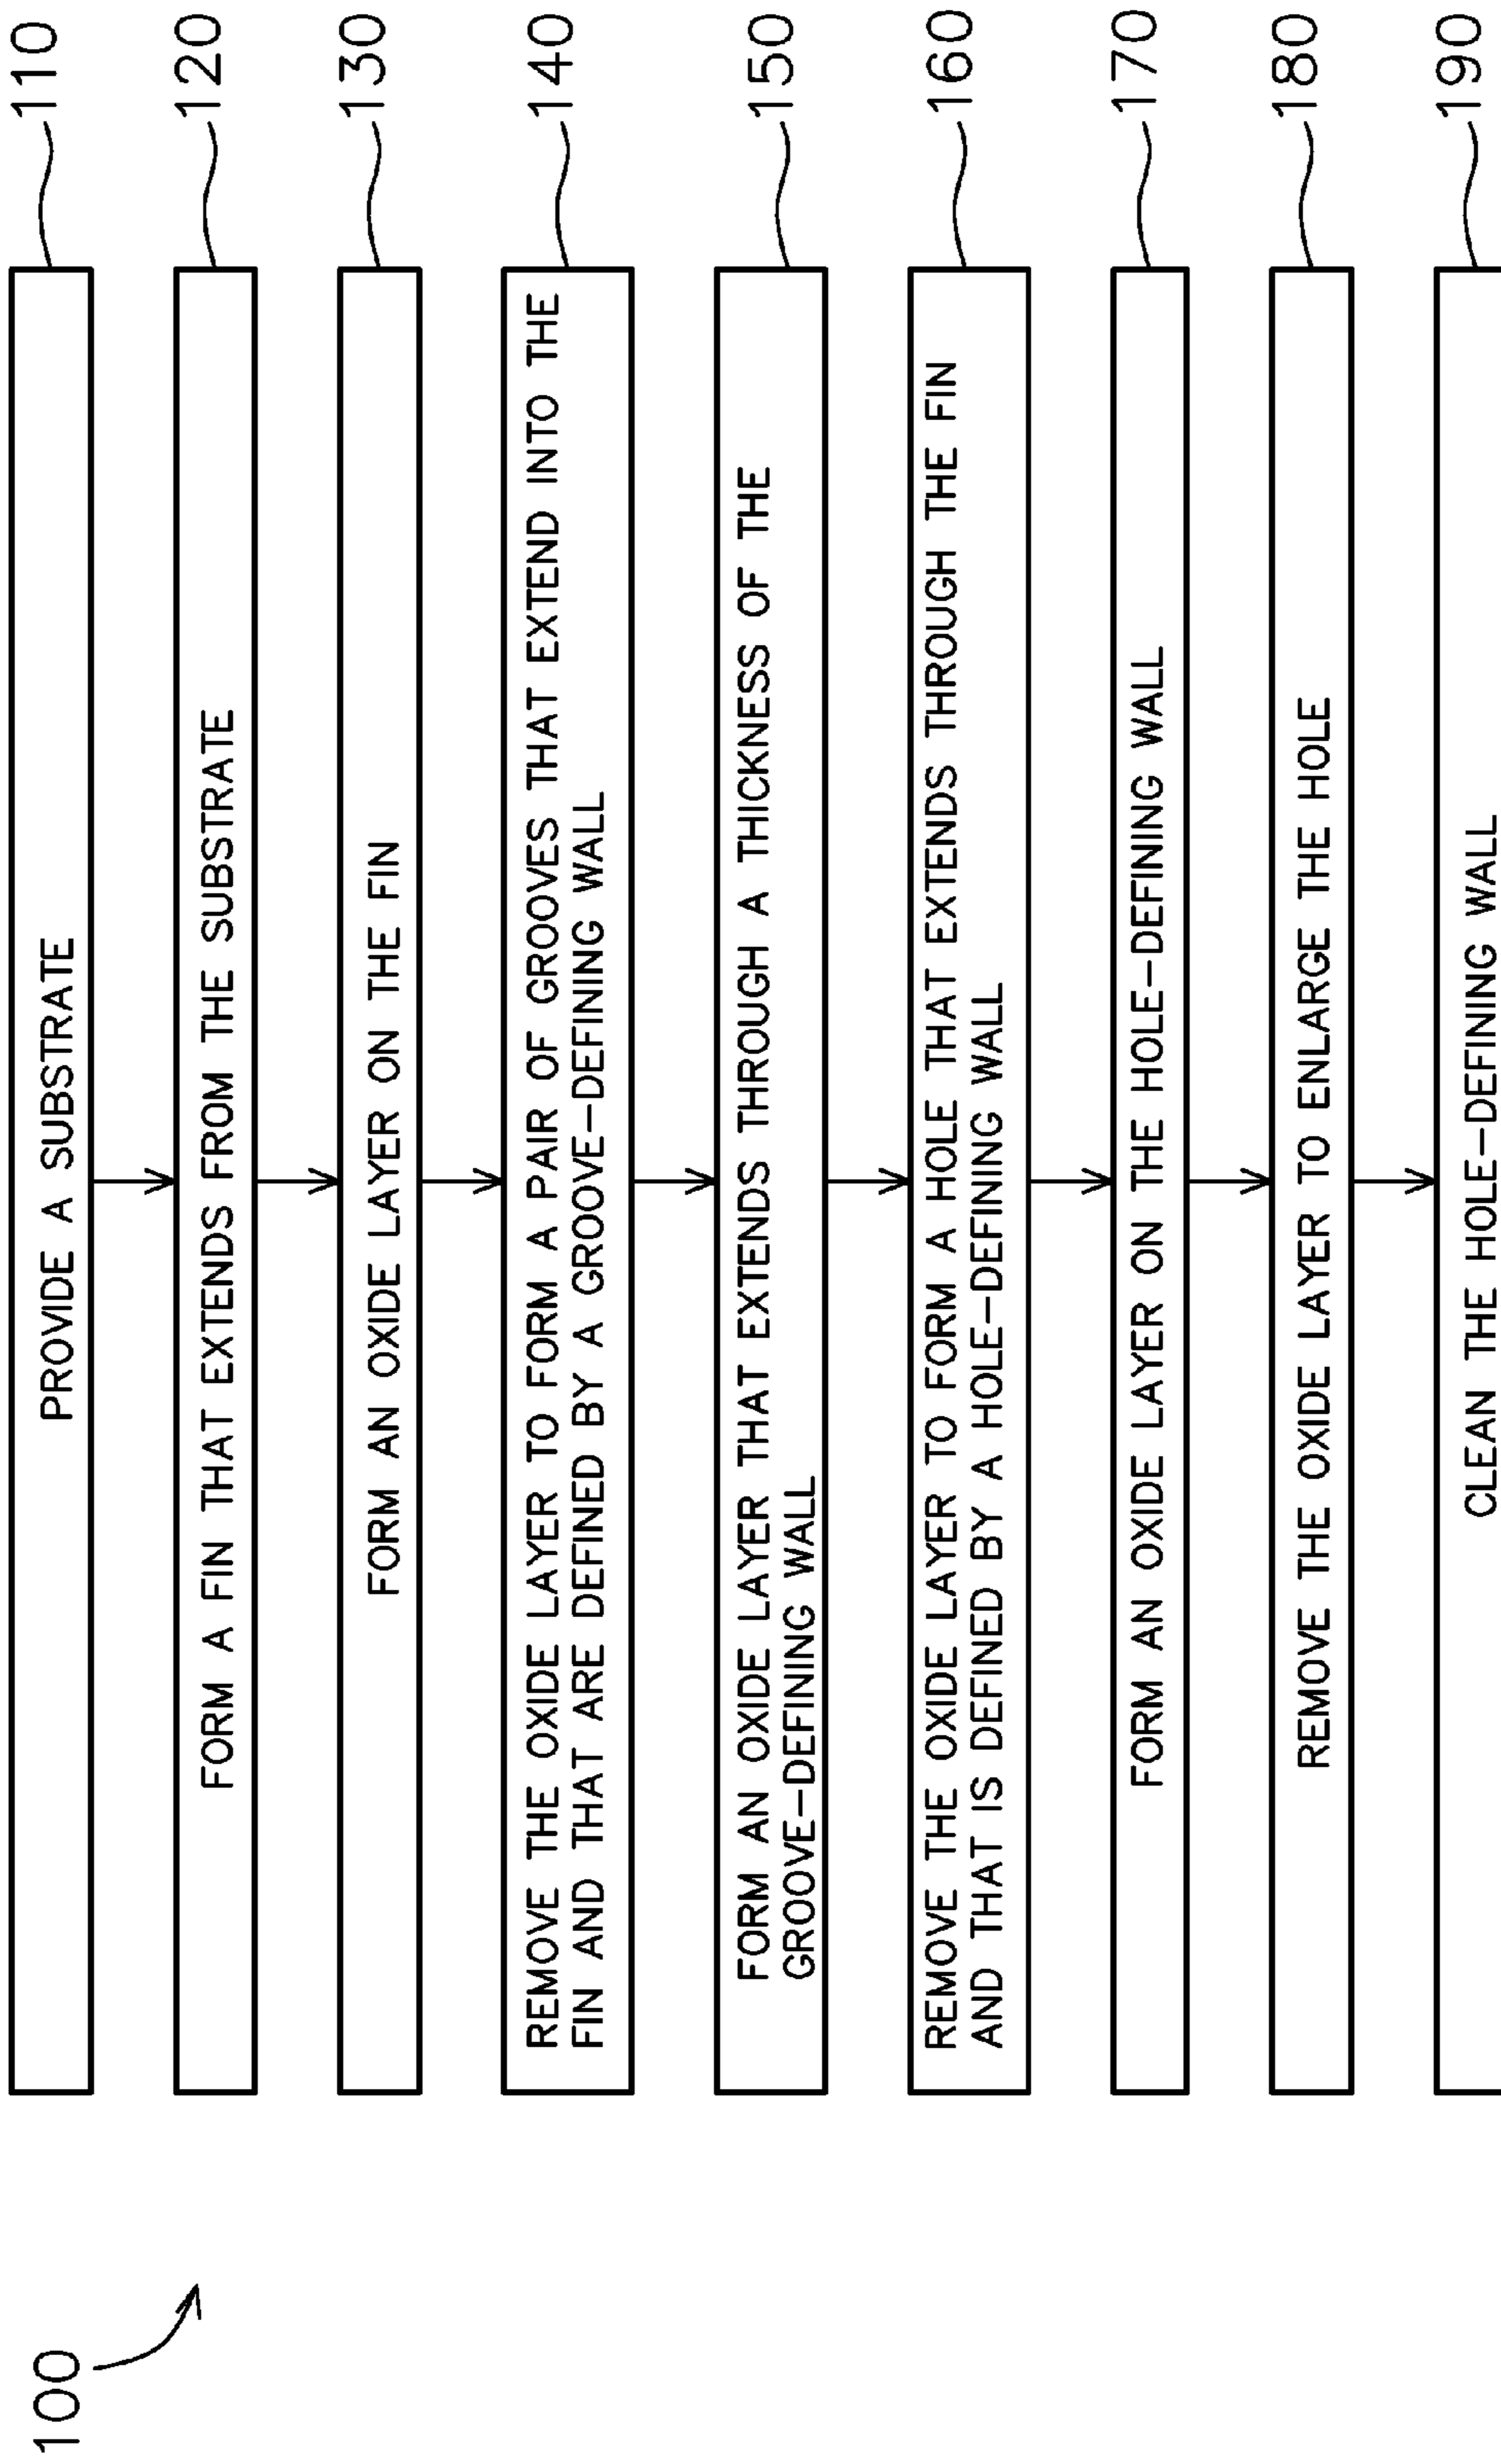 100
PROVIDE A SUBSTRATE
110
FORM A FIN THAT EXTENDS FROM THE SUBSTRATE
120
FORM AN OXIDE LAYER ON THE FIN
130
REMOVE THE OXIDE LAYER TO FORM A PAIR OF GROOVES THAT EXTEND INTO THE
FIN AND THAT ARE DEFINED BY A GROOVE-DEFINING WALL
140
FORM AN OXIDE LAYER THAT EXTENDS THROUGH A THICKNESS OF THE
GROOVE-DEFINING WALL
150
REMOVE THE OXIDE LAYER TO FORM A HOLE THAT EXTENDS THROUGH THE FIN
AND THAT IS DEFINED BY A HOLE-DEFINING WALL
160
FORM AN OXIDE LAYER ON THE HOLE-DEFINING WALL
170
REMOVE THE OXIDE LAYER TO ENLARGE THE HOLE
180
CLEAN THE HOLE-DEFINING WALL
190